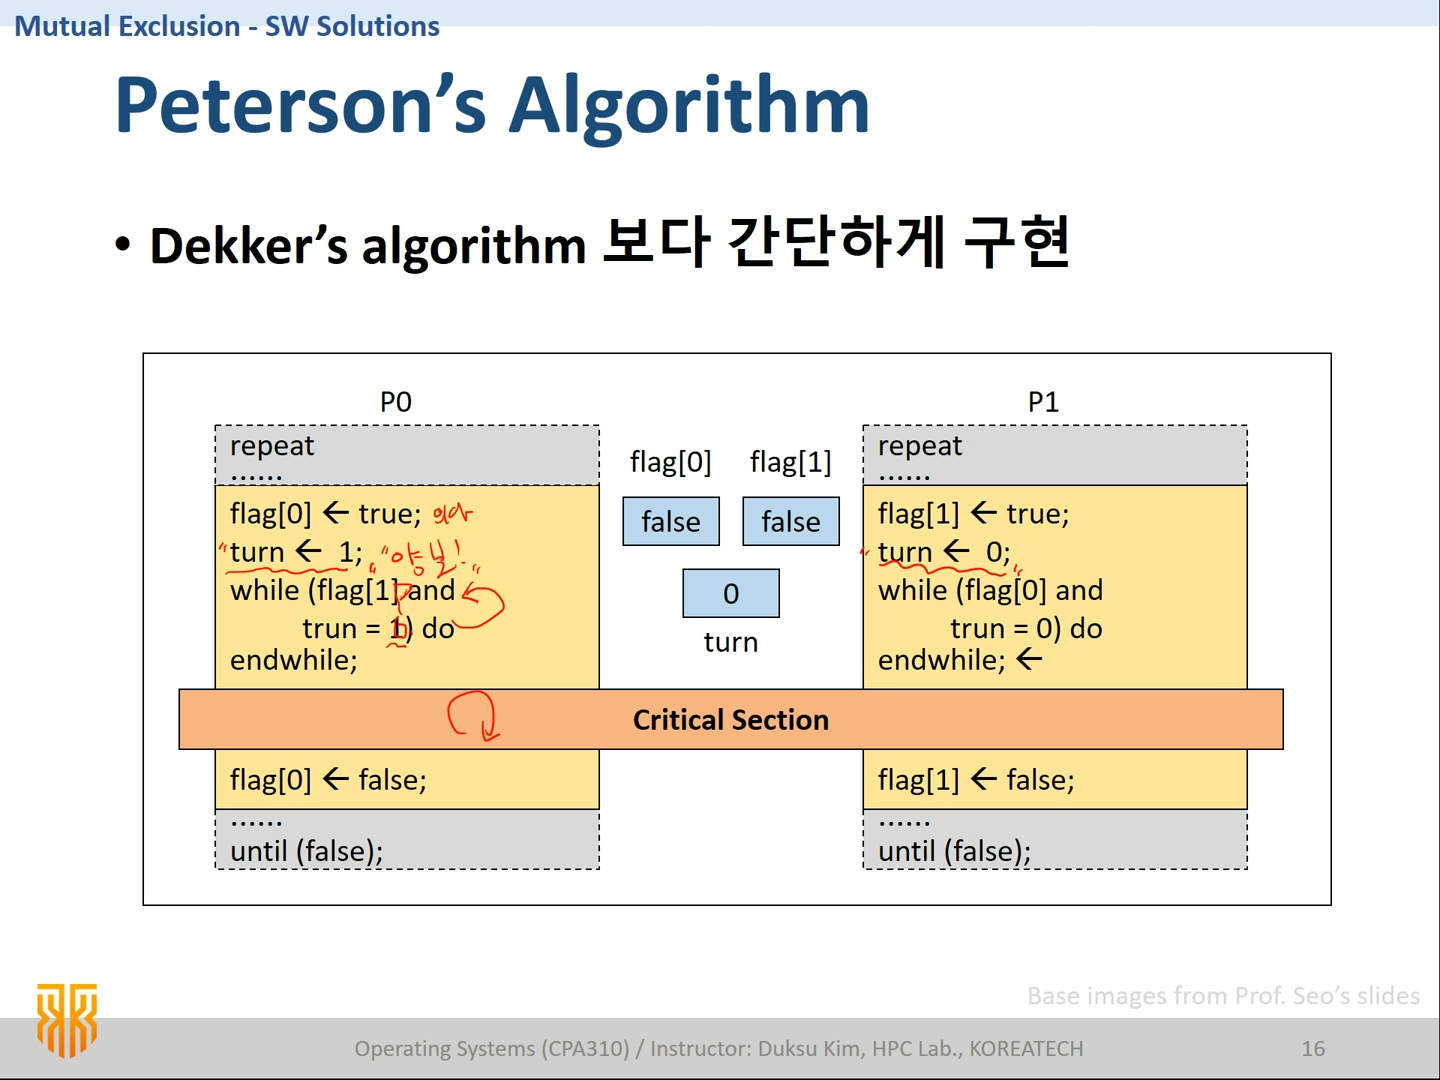 Mutual Exclusion - SW Solutions
Peterson's Algorithm
• Dekker's algorithm 보다 간단하게 구현
P0
repeat
......
flag[0] ← true; 의사
"turn ← 1;" "양보!"
while (flag[1] and
trun = 1) do
endwhile;
flag[0] flag[1]
false false
0
turn
P1
repeat
......
flag[1] ← true;
"turn ← 0;"
while (flag[0] and
trun = 0) do
endwhile; ←
Critical Section
flag[0] ← false;
......
until (false);
flag[1] ← false;
......
until (false);
Base images from Prof. Seo's slides
Operating Systems (CPA310) / Instructor: Duksu Kim, HPC Lab., KOREATECH
16